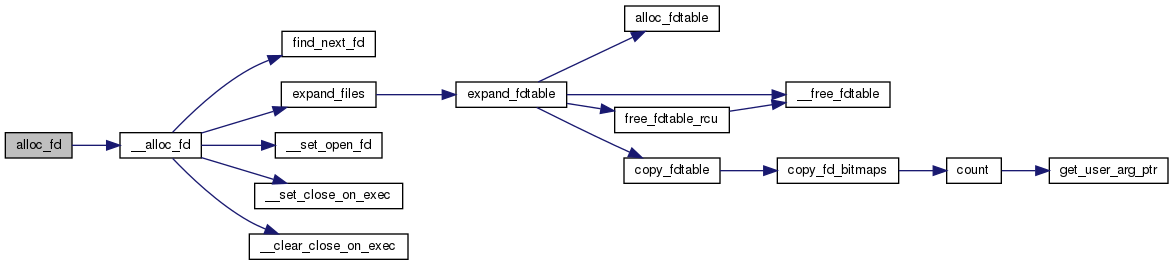 alloc_fd
__alloc_fd
find_next_fd
expand_files
__set_open_fd
__set_close_on_exec
__clear_close_on_exec
expand_fdtable
alloc_fdtable
__free_fdtable
free_fdtable_rcu
copy_fdtable
copy_fd_bitmaps
count
get_user_arg_ptr